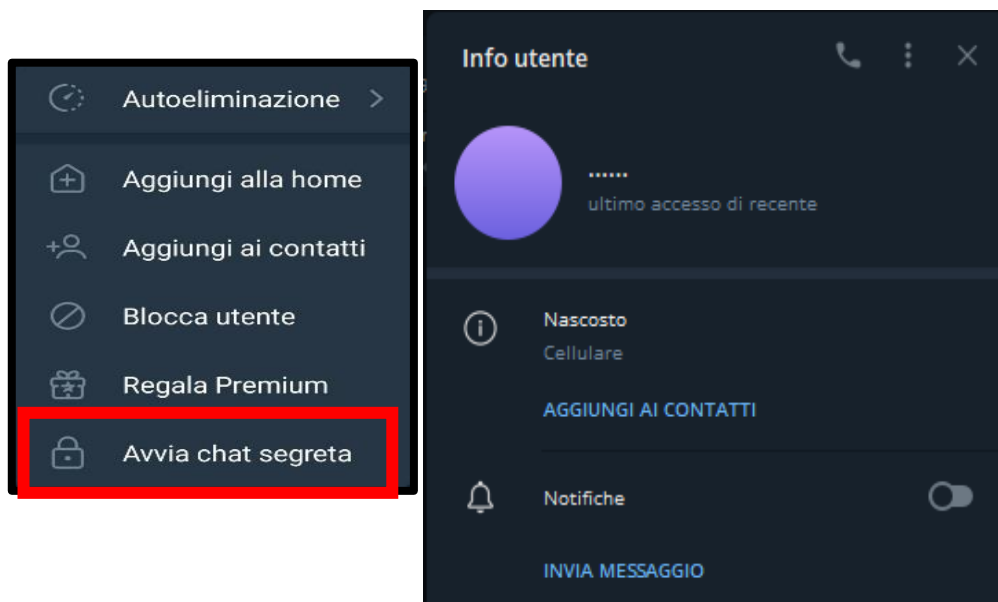 Autoeliminazione >
Aggiungi alla home
Aggiungi ai contatti
Blocca utente
Regala Premium
Avvia chat segreta
Info utente
......
ultimo accesso di recente
Nascosto
Cellulare
AGGIUNGI AI CONTATTI
Notifiche
INVIA MESSAGGIO